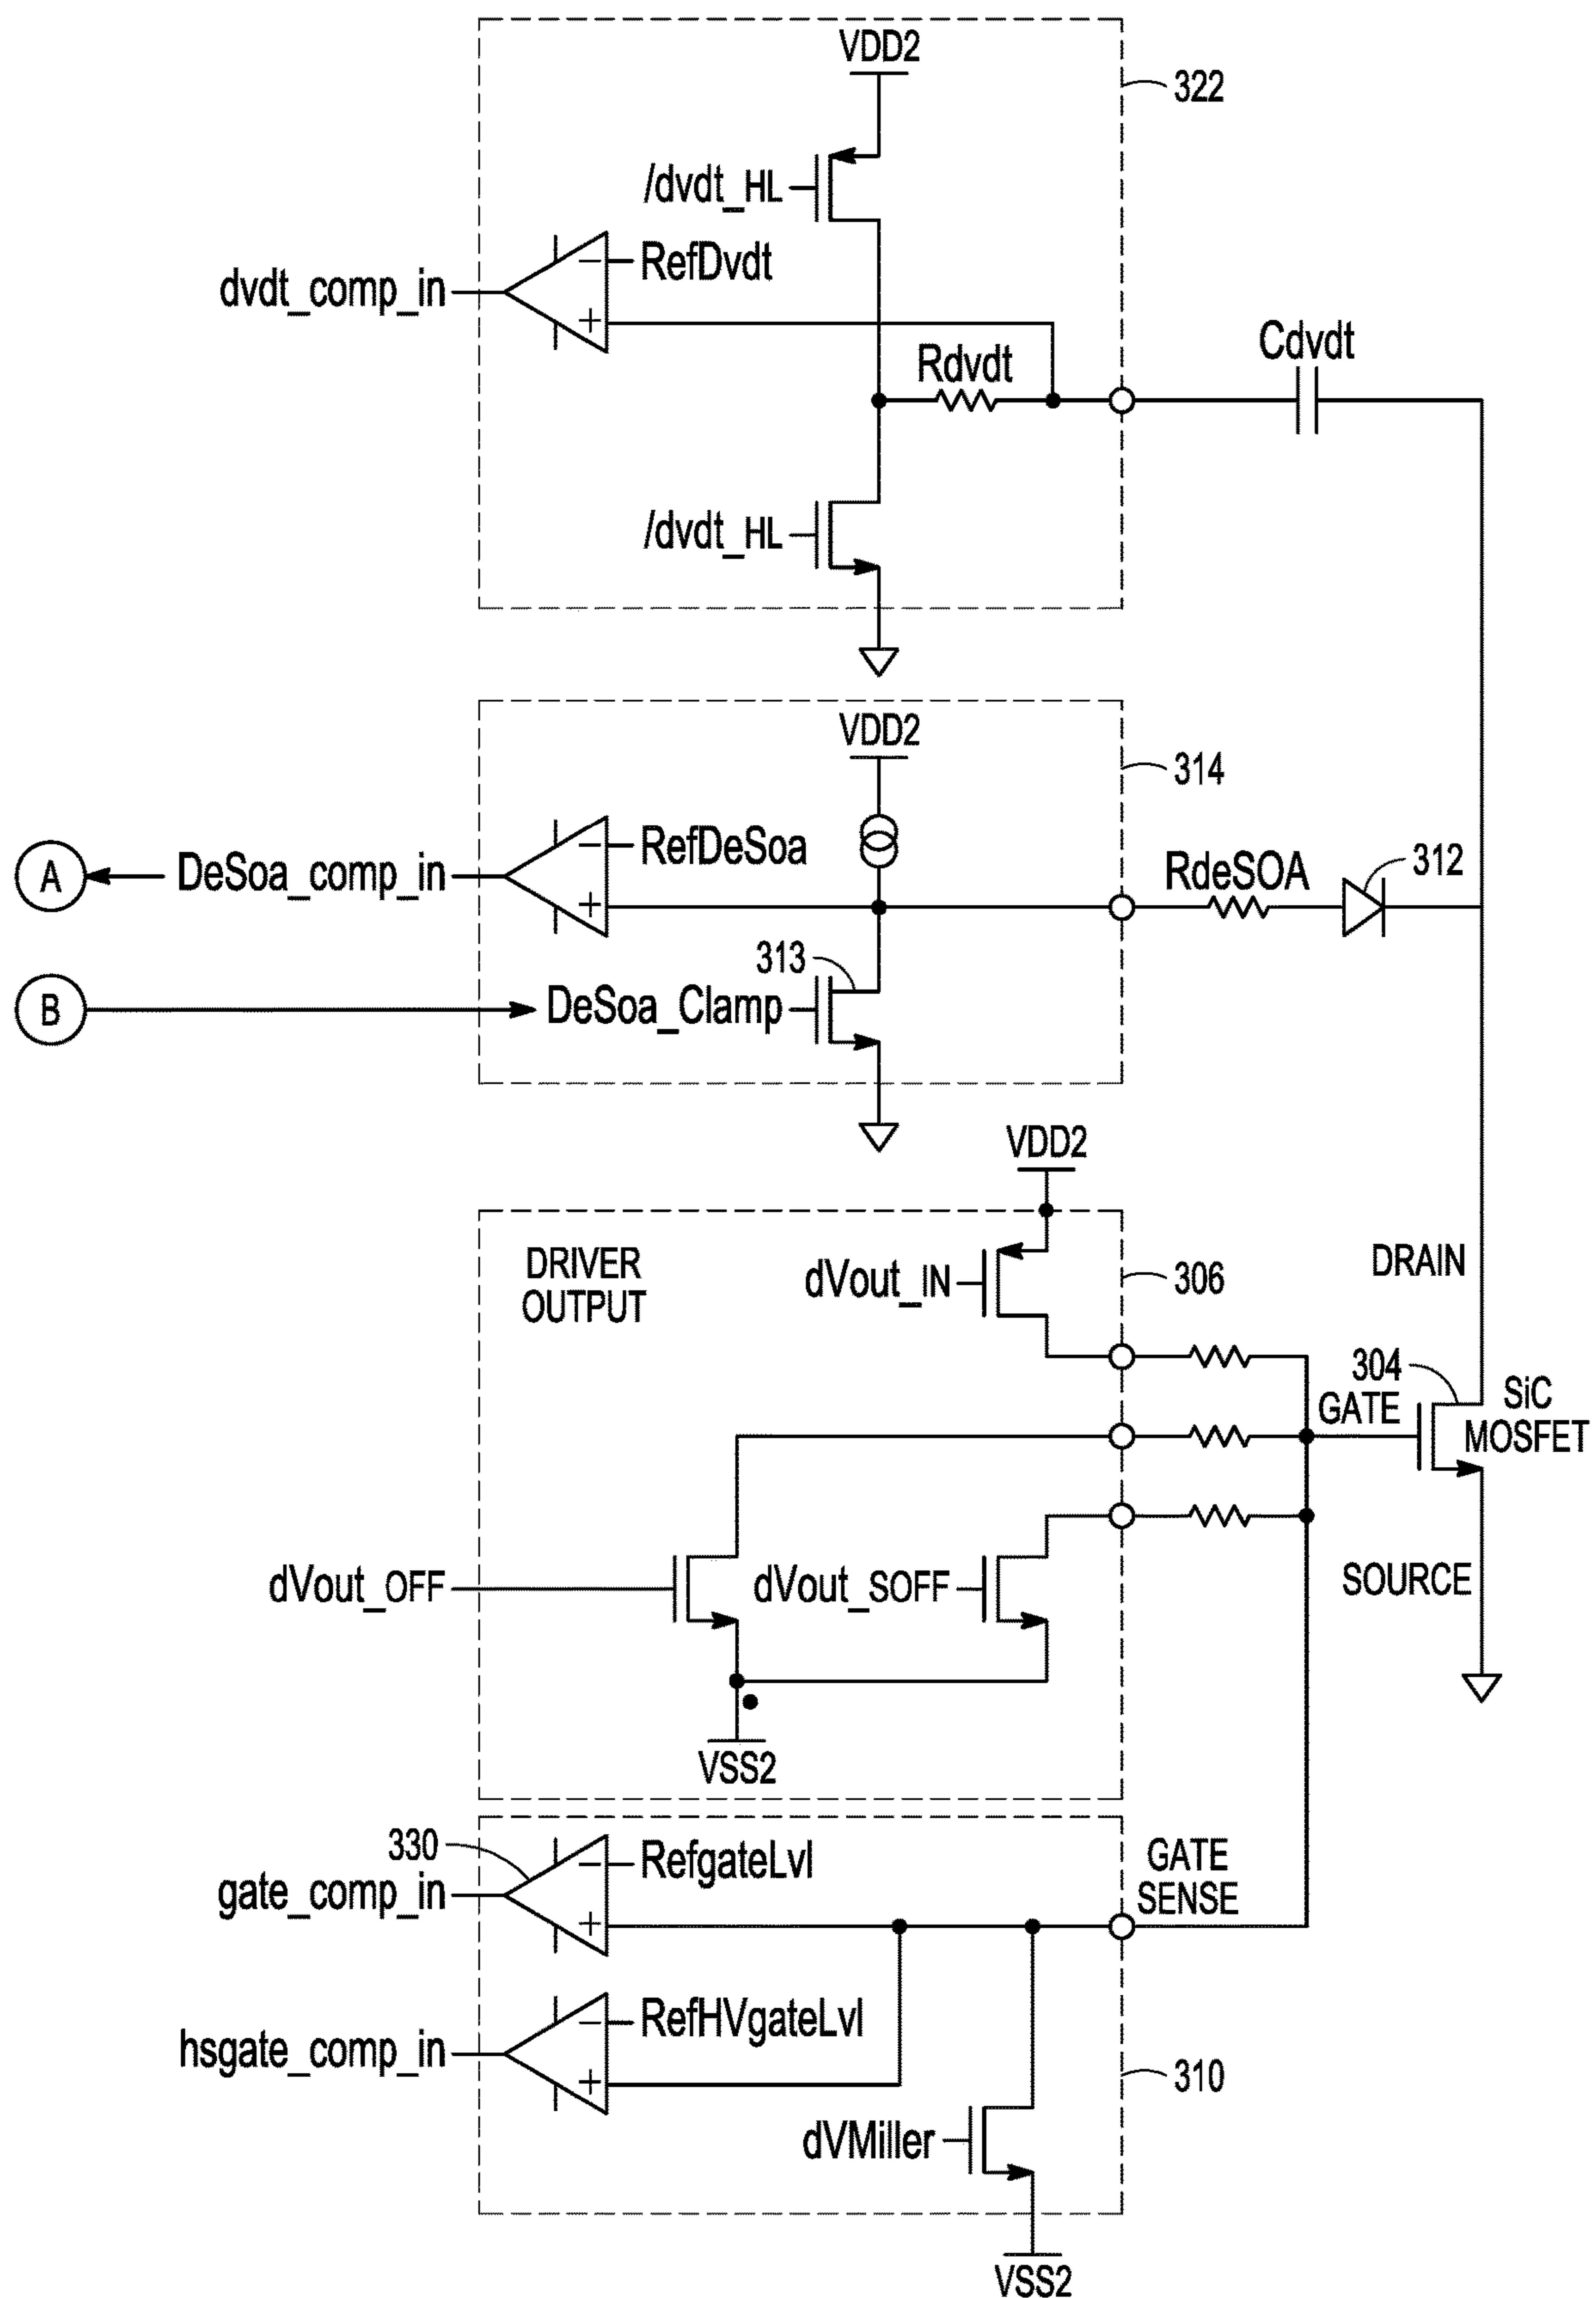 VDD2
322
/dvdt_HL
− RefDvdt
dvdt_comp_in
+
Cdvdt
Rdvdt
/dvdt_HL
VDD2
314
− RefDeSoa
312
RdeSOA
A
DeSoa_comp_in
+
313
B
DeSoa_Clamp
VDD2
DRIVER
OUTPUT
DRAIN
dVout_IN
306
304
SiC
GATE
MOSFET
dVout_OFF
dVout_SOFF
SOURCE
VSS2
330
− RefgateLvl
GATE
SENSE
gate_comp_in
+
− RefHVgateLvl
hsgate_comp_in
+
310
dVMiller
VSS2